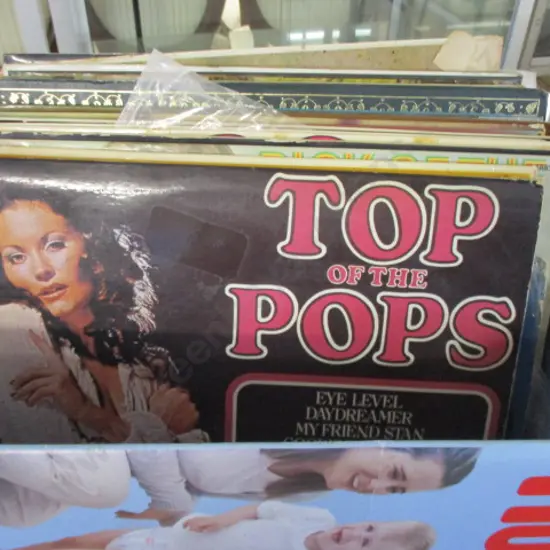 TOP
OF THE
POPS
EYE LEVEL
DAYDREAMER
MY FRIEND STAN